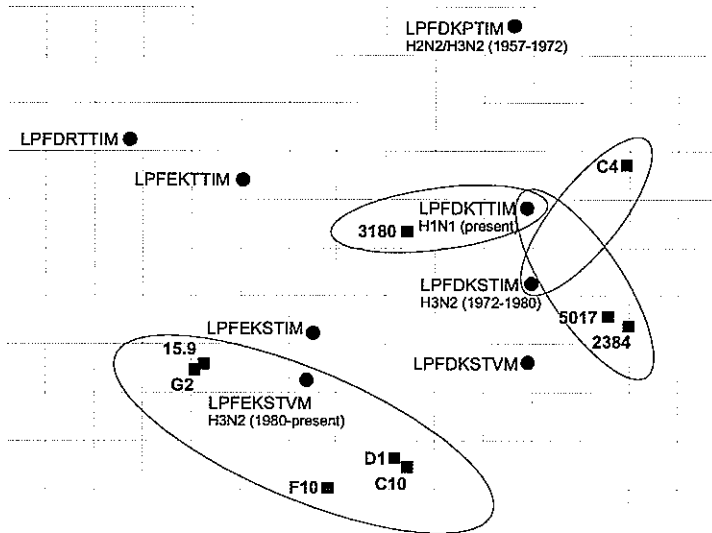 LPFDKPTIM
H2N2/H3N2 (1957-1972)
LPFDRTTIM
LPFEKTTIM
C4
LPFDKTTIM
H1N1 (present)
3180
LPFDKSTIM
H3N2 (1972-1980)
5017
2384
LPFEKSTIM
15.9
G2
LPFDKSTVM
LPFEKSTVM
H3N2 (1980-present)
D1
C10
F10